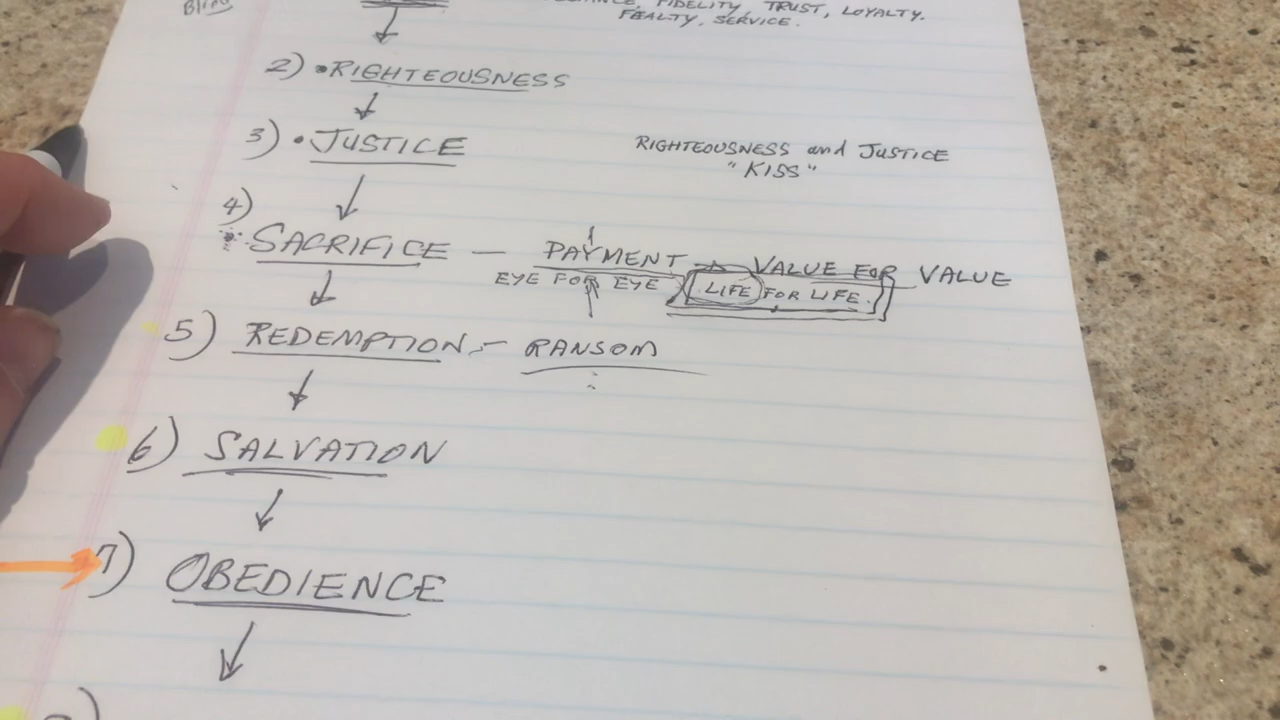 FIDELITY, TRUST, LOYALTY.
FEALTY, SERVICE.
2) • RIGHTEOUSNESS
3) • JUSTICE
RIGHTEOUSNESS and JUSTICE
"KISS"
4)
SACRIFICE — PAYMENT — VALUE FOR VALUE
EYE FOR EYE LIFE FOR LIFE.
5) REDEMPTION — RANSOM
6) SALVATION
7) OBEDIENCE